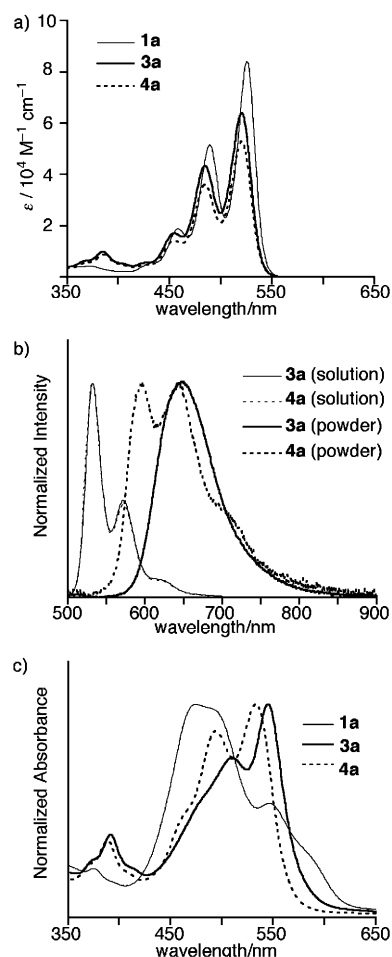 a)
10
8
6
4
2
ε / 10⁴ M⁻¹ cm⁻¹
1a
3a
4a
350 450 550 650
wavelength/nm
b)
Normalized Intensity
3a (solution)
4a (solution)
3a (powder)
4a (powder)
500 600 700 800 900
wavelength/nm
c)
Normalized Absorbance
1a
3a
4a
350 450 550 650
wavelength/nm